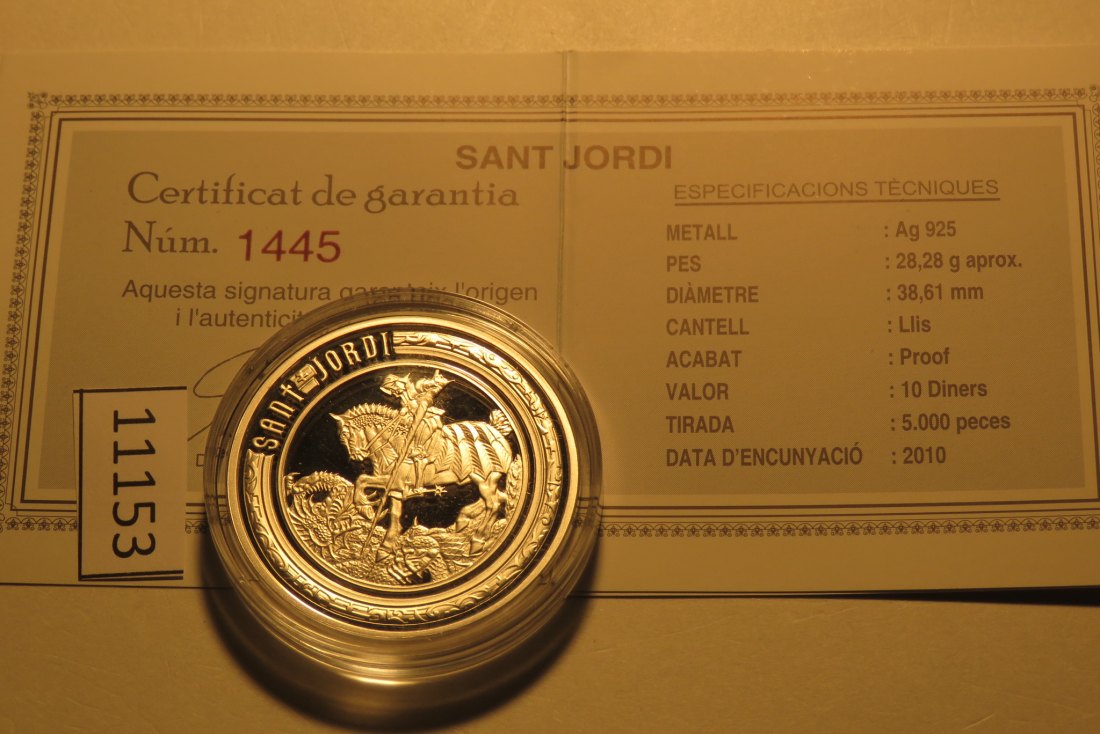 SANT JORDI
Certificat de garantia
Núm. 1445
Aquesta signatura garanteix l'origen
i l'autenticit
ESPECIFICACIONS TÈCNIQUES
METALL : Ag 925
PES : 28,28 g aprox.
DIÀMETRE : 38,61 mm
CANTELL : Llis
ACABAT : Proof
VALOR : 10 Diners
TIRADA : 5.000 peces
DATA D'ENCUNYACIÓ : 2010
SANT JORDI
11153